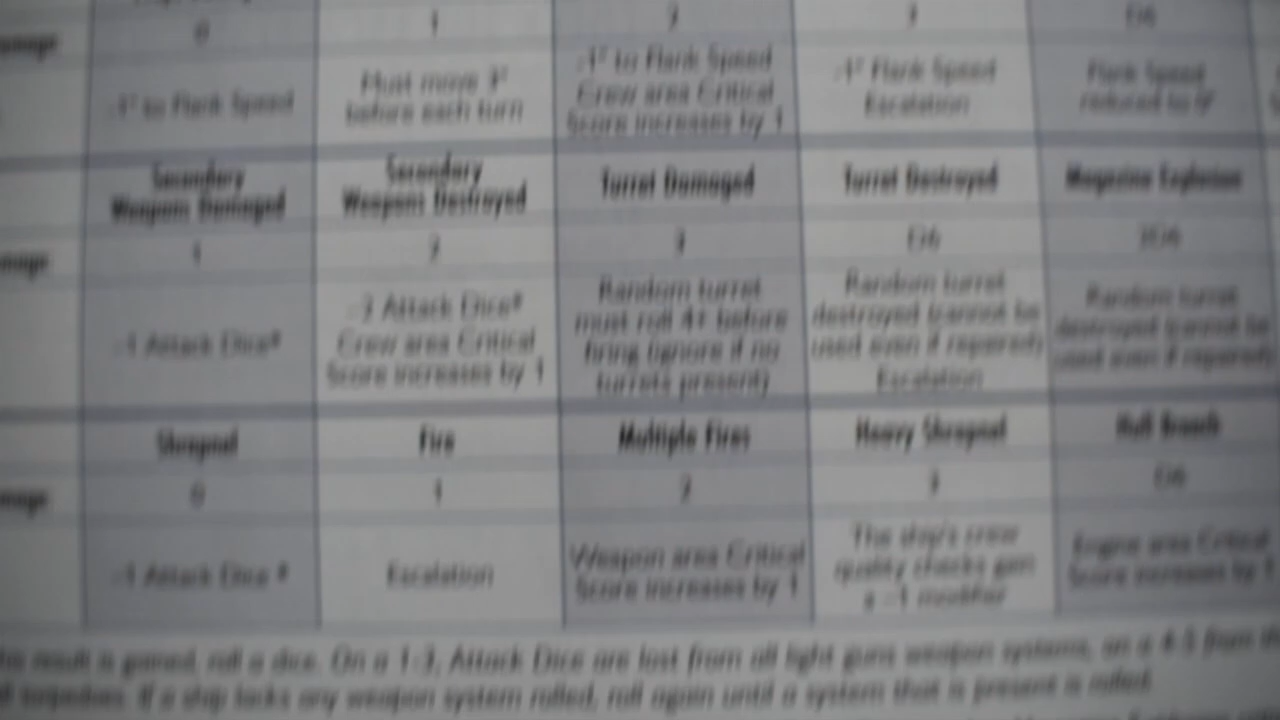 -1" to Flank Speed
Must move 3"
before each turn
-1" to Flank Speed
Crew area Critical
Score increases by 1
-1" Flank Speed
Escalation
Flank Speed
reduced to 0"
Secondary
Weapons Damaged
Secondary
Weapons Destroyed
Turret Damaged
Turret Destroyed
Magazine Explosion
1
D6
-1 Attack Dice*
Attack Dice*
Crew area Critical
Score increases by 1
Random turret
must roll 4+ before
firing (ignore if no
turrets present)
Random turret
destroyed (cannot be
used even if repaired)
Escalation
Random turret
destroyed (cannot be
used even if repaired)
Shrapnel
Fire
Multiple Fires
Heavy Shrapnel
Hull Breach
0
1
2
3
D6
-1 Attack Dice *
Escalation
Weapon area Critical
Score increases by 1
The ship's crew
quality checks gain
a -1 modifier
Engine area Critical
Score increases by 1
result is gained, roll a dice. On a 1-3, Attack Dice are lost from all light guns weapon systems, on a 4-5 from
torpedoes. If a ship lacks any weapon system rolled, roll again until a system that is present is rolled.